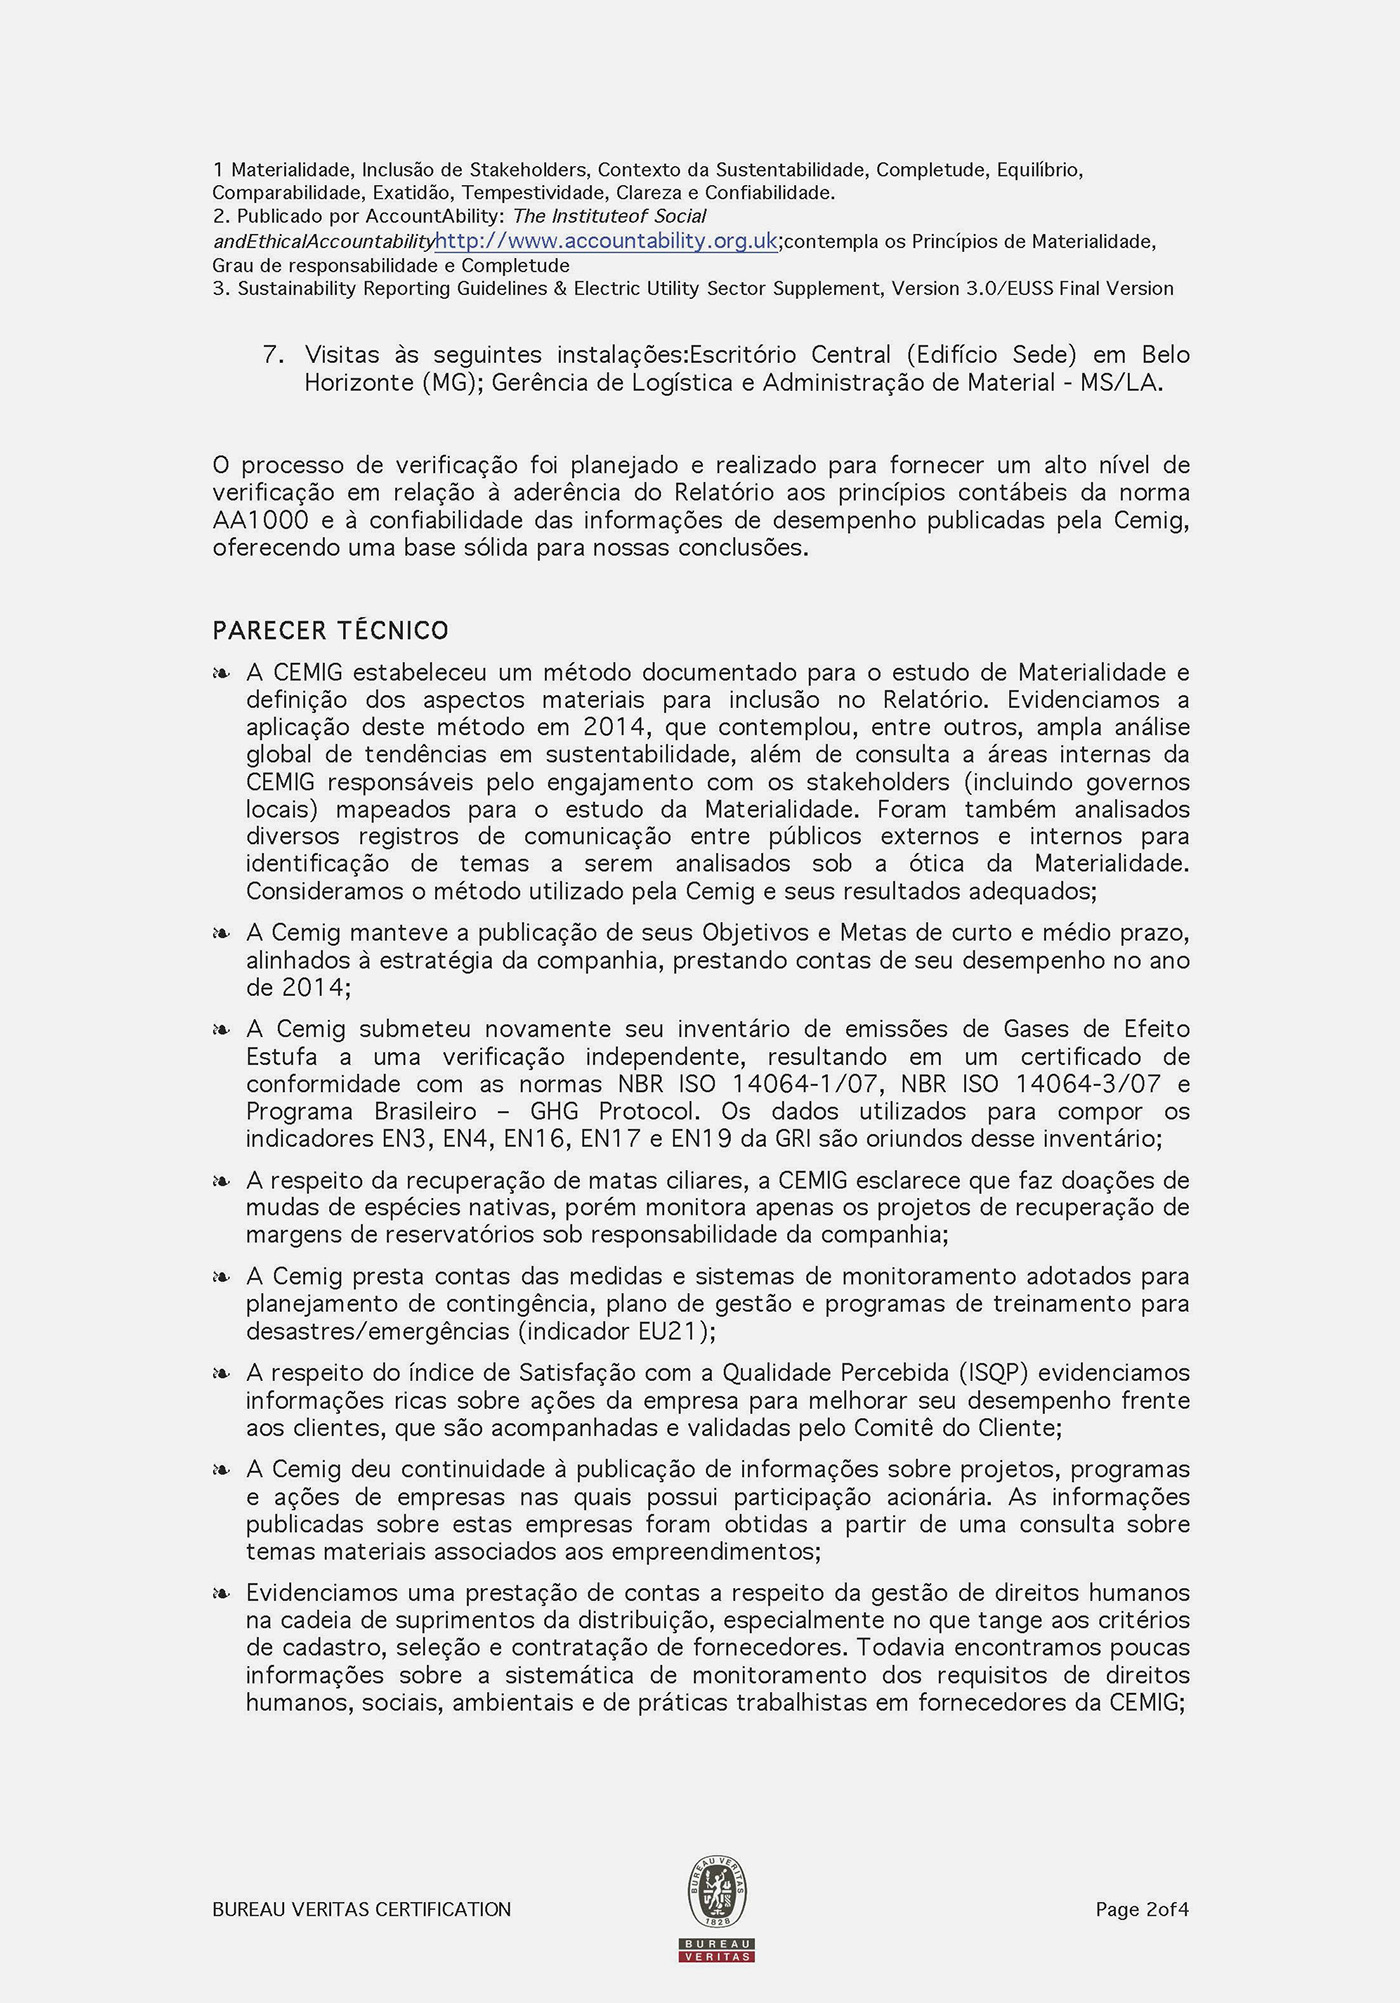 1 Materialidade, Inclusão de Stakeholders, Contexto da Sustentabilidade, Completude, Equilíbrio,
Comparabilidade, Exatidão, Tempestividade, Clareza e Confiabilidade.
2. Publicado por AccountAbility: The Instituteof Social
andEthicalAccountabilityhttp://www.accountability.org.uk;contempla os Princípios de Materialidade,
Grau de responsabilidade e Completude
3. Sustainability Reporting Guidelines & Electric Utility Sector Supplement, Version 3.0/EUSS Final Version
7. Visitas às seguintes instalações:Escritório Central (Edifício Sede) em Belo
Horizonte (MG); Gerência de Logística e Administração de Material - MS/LA.
O processo de verificação foi planejado e realizado para fornecer um alto nível de
verificação em relação à aderência do Relatório aos princípios contábeis da norma
AA1000 e à confiabilidade das informações de desempenho publicadas pela Cemig,
oferecendo uma base sólida para nossas conclusões.
PARECER TÉCNICO
❧ A CEMIG estabeleceu um método documentado para o estudo de Materialidade e
definição dos aspectos materiais para inclusão no Relatório. Evidenciamos a
aplicação deste método em 2014, que contemplou, entre outros, ampla análise
global de tendências em sustentabilidade, além de consulta a áreas internas da
CEMIG responsáveis pelo engajamento com os stakeholders (incluindo governos
locais) mapeados para o estudo da Materialidade. Foram também analisados
diversos registros de comunicação entre públicos externos e internos para
identificação de temas a serem analisados sob a ótica da Materialidade.
Consideramos o método utilizado pela Cemig e seus resultados adequados;
❧ A Cemig manteve a publicação de seus Objetivos e Metas de curto e médio prazo,
alinhados à estratégia da companhia, prestando contas de seu desempenho no ano
de 2014;
❧ A Cemig submeteu novamente seu inventário de emissões de Gases de Efeito
Estufa a uma verificação independente, resultando em um certificado de
conformidade com as normas NBR ISO 14064-1/07, NBR ISO 14064-3/07 e
Programa Brasileiro – GHG Protocol. Os dados utilizados para compor os
indicadores EN3, EN4, EN16, EN17 e EN19 da GRI são oriundos desse inventário;
❧ A respeito da recuperação de matas ciliares, a CEMIG esclarece que faz doações de
mudas de espécies nativas, porém monitora apenas os projetos de recuperação de
margens de reservatórios sob responsabilidade da companhia;
❧ A Cemig presta contas das medidas e sistemas de monitoramento adotados para
planejamento de contingência, plano de gestão e programas de treinamento para
desastres/emergências (indicador EU21);
❧ A respeito do índice de Satisfação com a Qualidade Percebida (ISQP) evidenciamos
informações ricas sobre ações da empresa para melhorar seu desempenho frente
aos clientes, que são acompanhadas e validadas pelo Comitê do Cliente;
❧ A Cemig deu continuidade à publicação de informações sobre projetos, programas
e ações de empresas nas quais possui participação acionária. As informações
publicadas sobre estas empresas foram obtidas a partir de uma consulta sobre
temas materiais associados aos empreendimentos;
❧ Evidenciamos uma prestação de contas a respeito da gestão de direitos humanos
na cadeia de suprimentos da distribuição, especialmente no que tange aos critérios
de cadastro, seleção e contratação de fornecedores. Todavia encontramos poucas
informações sobre a sistemática de monitoramento dos requisitos de direitos
humanos, sociais, ambientais e de práticas trabalhistas em fornecedores da CEMIG;
BUREAU VERITAS CERTIFICATION
BUREAU VERITAS
1828
BUREAU
VERITAS
Page 2of4